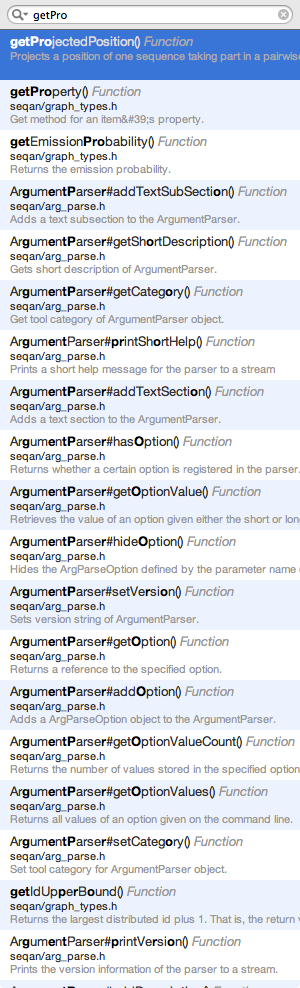 getPro
getProjectedPosition() Function
Projects a position of one sequence taking part in a pairwise
getProperty() Function
seqan/graph_types.h
Get method for an item&#39;s property.
getEmissionProbability() Function
seqan/graph_types.h
Returns the emission probability.
ArgumentParser#addTextSubSection() Function
seqan/arg_parse.h
Adds a text subsection to the ArgumentParser.
ArgumentParser#getShortDescription() Function
seqan/arg_parse.h
Gets short description of ArgumentParser.
ArgumentParser#getCategory() Function
seqan/arg_parse.h
Get tool category of ArgumentParser object.
ArgumentParser#printShortHelp() Function
seqan/arg_parse.h
Prints a short help message for the parser to a stream
ArgumentParser#addTextSection() Function
seqan/arg_parse.h
Adds a text section to the ArgumentParser.
ArgumentParser#hasOption() Function
seqan/arg_parse.h
Returns whether a certain option is registered in the parser.
ArgumentParser#getOptionValue() Function
seqan/arg_parse.h
Retrieves the value of an option given either the short or long
ArgumentParser#hideOption() Function
seqan/arg_parse.h
Hides the ArgParseOption defined by the parameter name
ArgumentParser#setVersion() Function
seqan/arg_parse.h
Sets version string of ArgumentParser.
ArgumentParser#getOption() Function
seqan/arg_parse.h
Returns a reference to the specified option.
ArgumentParser#addOption() Function
seqan/arg_parse.h
Adds a ArgParseOption object to the ArgumentParser.
ArgumentParser#getOptionValueCount() Function
seqan/arg_parse.h
Returns the number of values stored in the specified option
ArgumentParser#getOptionValues() Function
seqan/arg_parse.h
Returns all values of an option given on the command line.
ArgumentParser#setCategory() Function
seqan/arg_parse.h
Set tool category for ArgumentParser object.
getIdUpperBound() Function
seqan/graph_types.h
Returns the largest distributed id plus 1. That is, the return
ArgumentParser#printVersion() Function
seqan/arg_parse.h
Prints the version information of the parser to a stream.